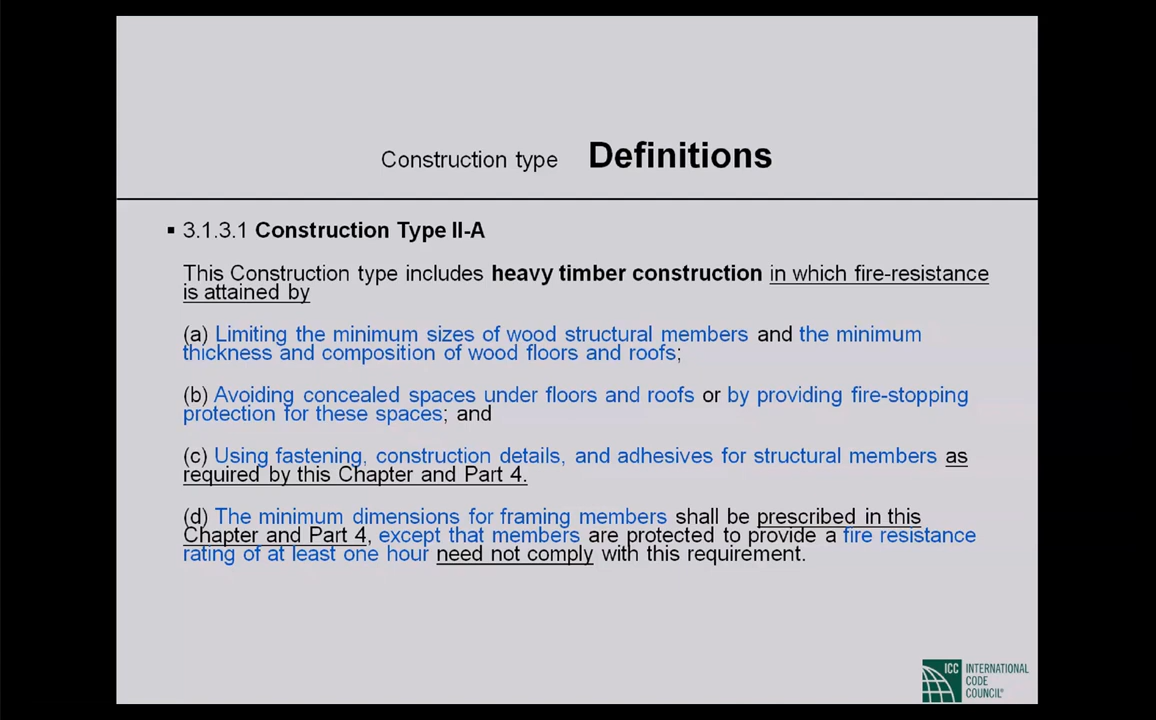 Construction type Definitions
▪ 3.1.3.1 Construction Type II-A
This Construction type includes heavy timber construction in which fire-resistance
is attained by
(a) Limiting the minimum sizes of wood structural members and the minimum
thickness and composition of wood floors and roofs;
(b) Avoiding concealed spaces under floors and roofs or by providing fire-stopping
protection for these spaces; and
(c) Using fastening, construction details, and adhesives for structural members as
required by this Chapter and Part 4.
(d) The minimum dimensions for framing members shall be prescribed in this
Chapter and Part 4, except that members are protected to provide a fire resistance
rating of at least one hour need not comply with this requirement.
ICC INTERNATIONAL
CODE
COUNCIL®